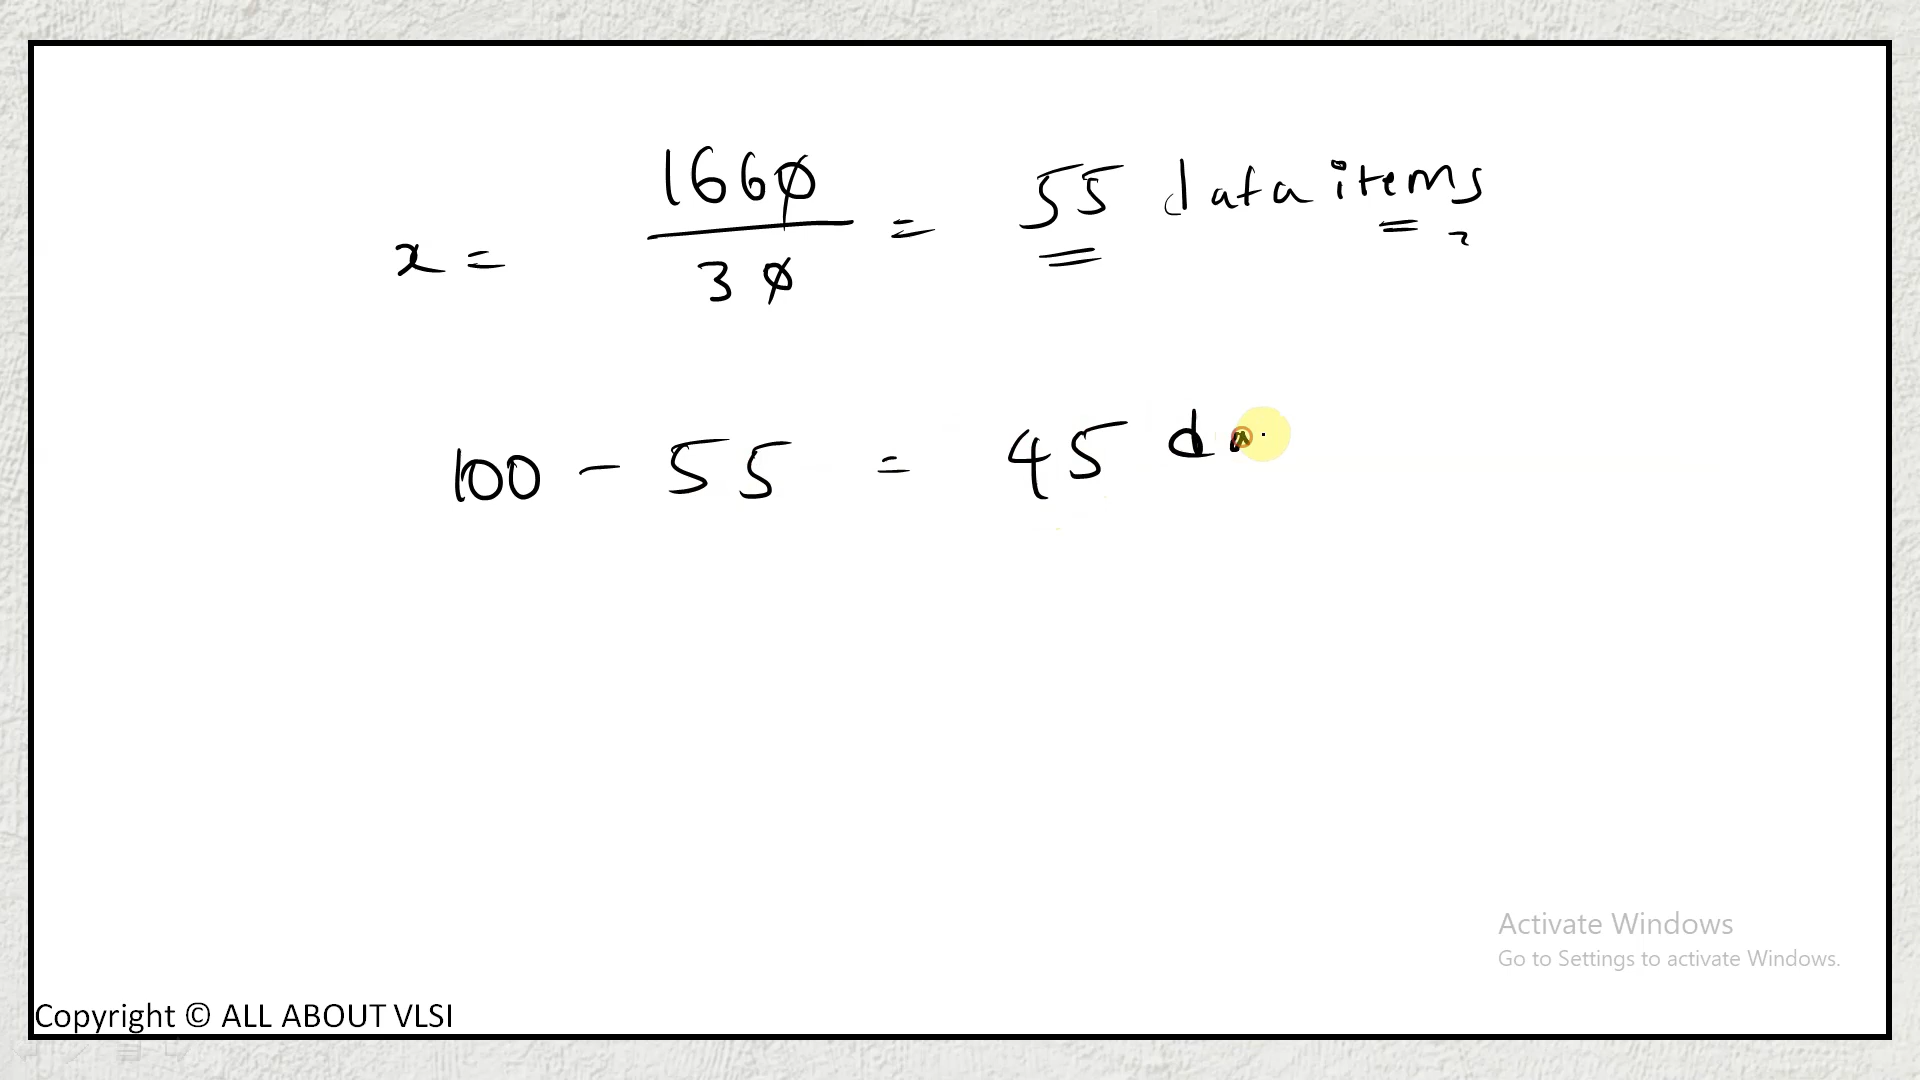 x = 1660 / 30 = 55 data items
100 - 55 = 45 da
Activate Windows
Go to Settings to activate Windows.
Copyright © ALL ABOUT VLSI